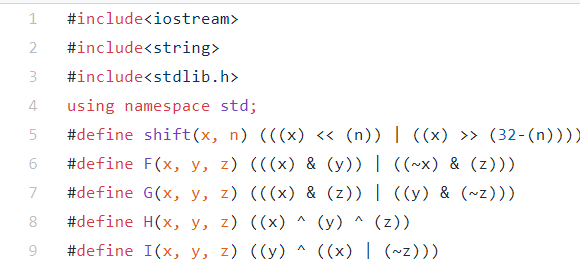 1 #include<iostream>
2 #include<string>
3 #include<stdlib.h>
4 using namespace std;
5 #define shift(x, n) (((x) << (n)) | ((x) >> (32-(n))))
6 #define F(x, y, z) (((x) & (y)) | ((~x) & (z)))
7 #define G(x, y, z) (((x) & (z)) | ((y) & (~z)))
8 #define H(x, y, z) ((x) ^ (y) ^ (z))
9 #define I(x, y, z) ((y) ^ ((x) | (~z)))